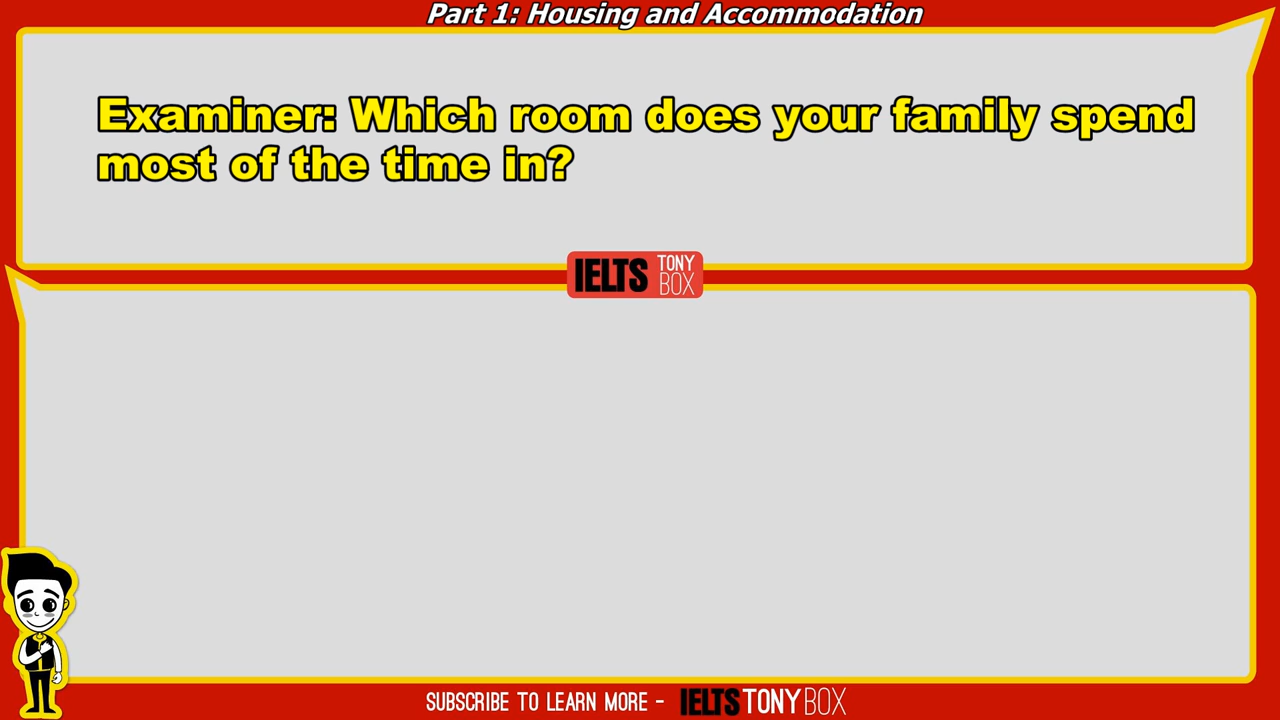 Part 1: Housing and Accommodation
Examiner: Which room does your family spend
most of the time in?
IELTS TONY BOX
SUBSCRIBE TO LEARN MORE - IELTS TONY BOX